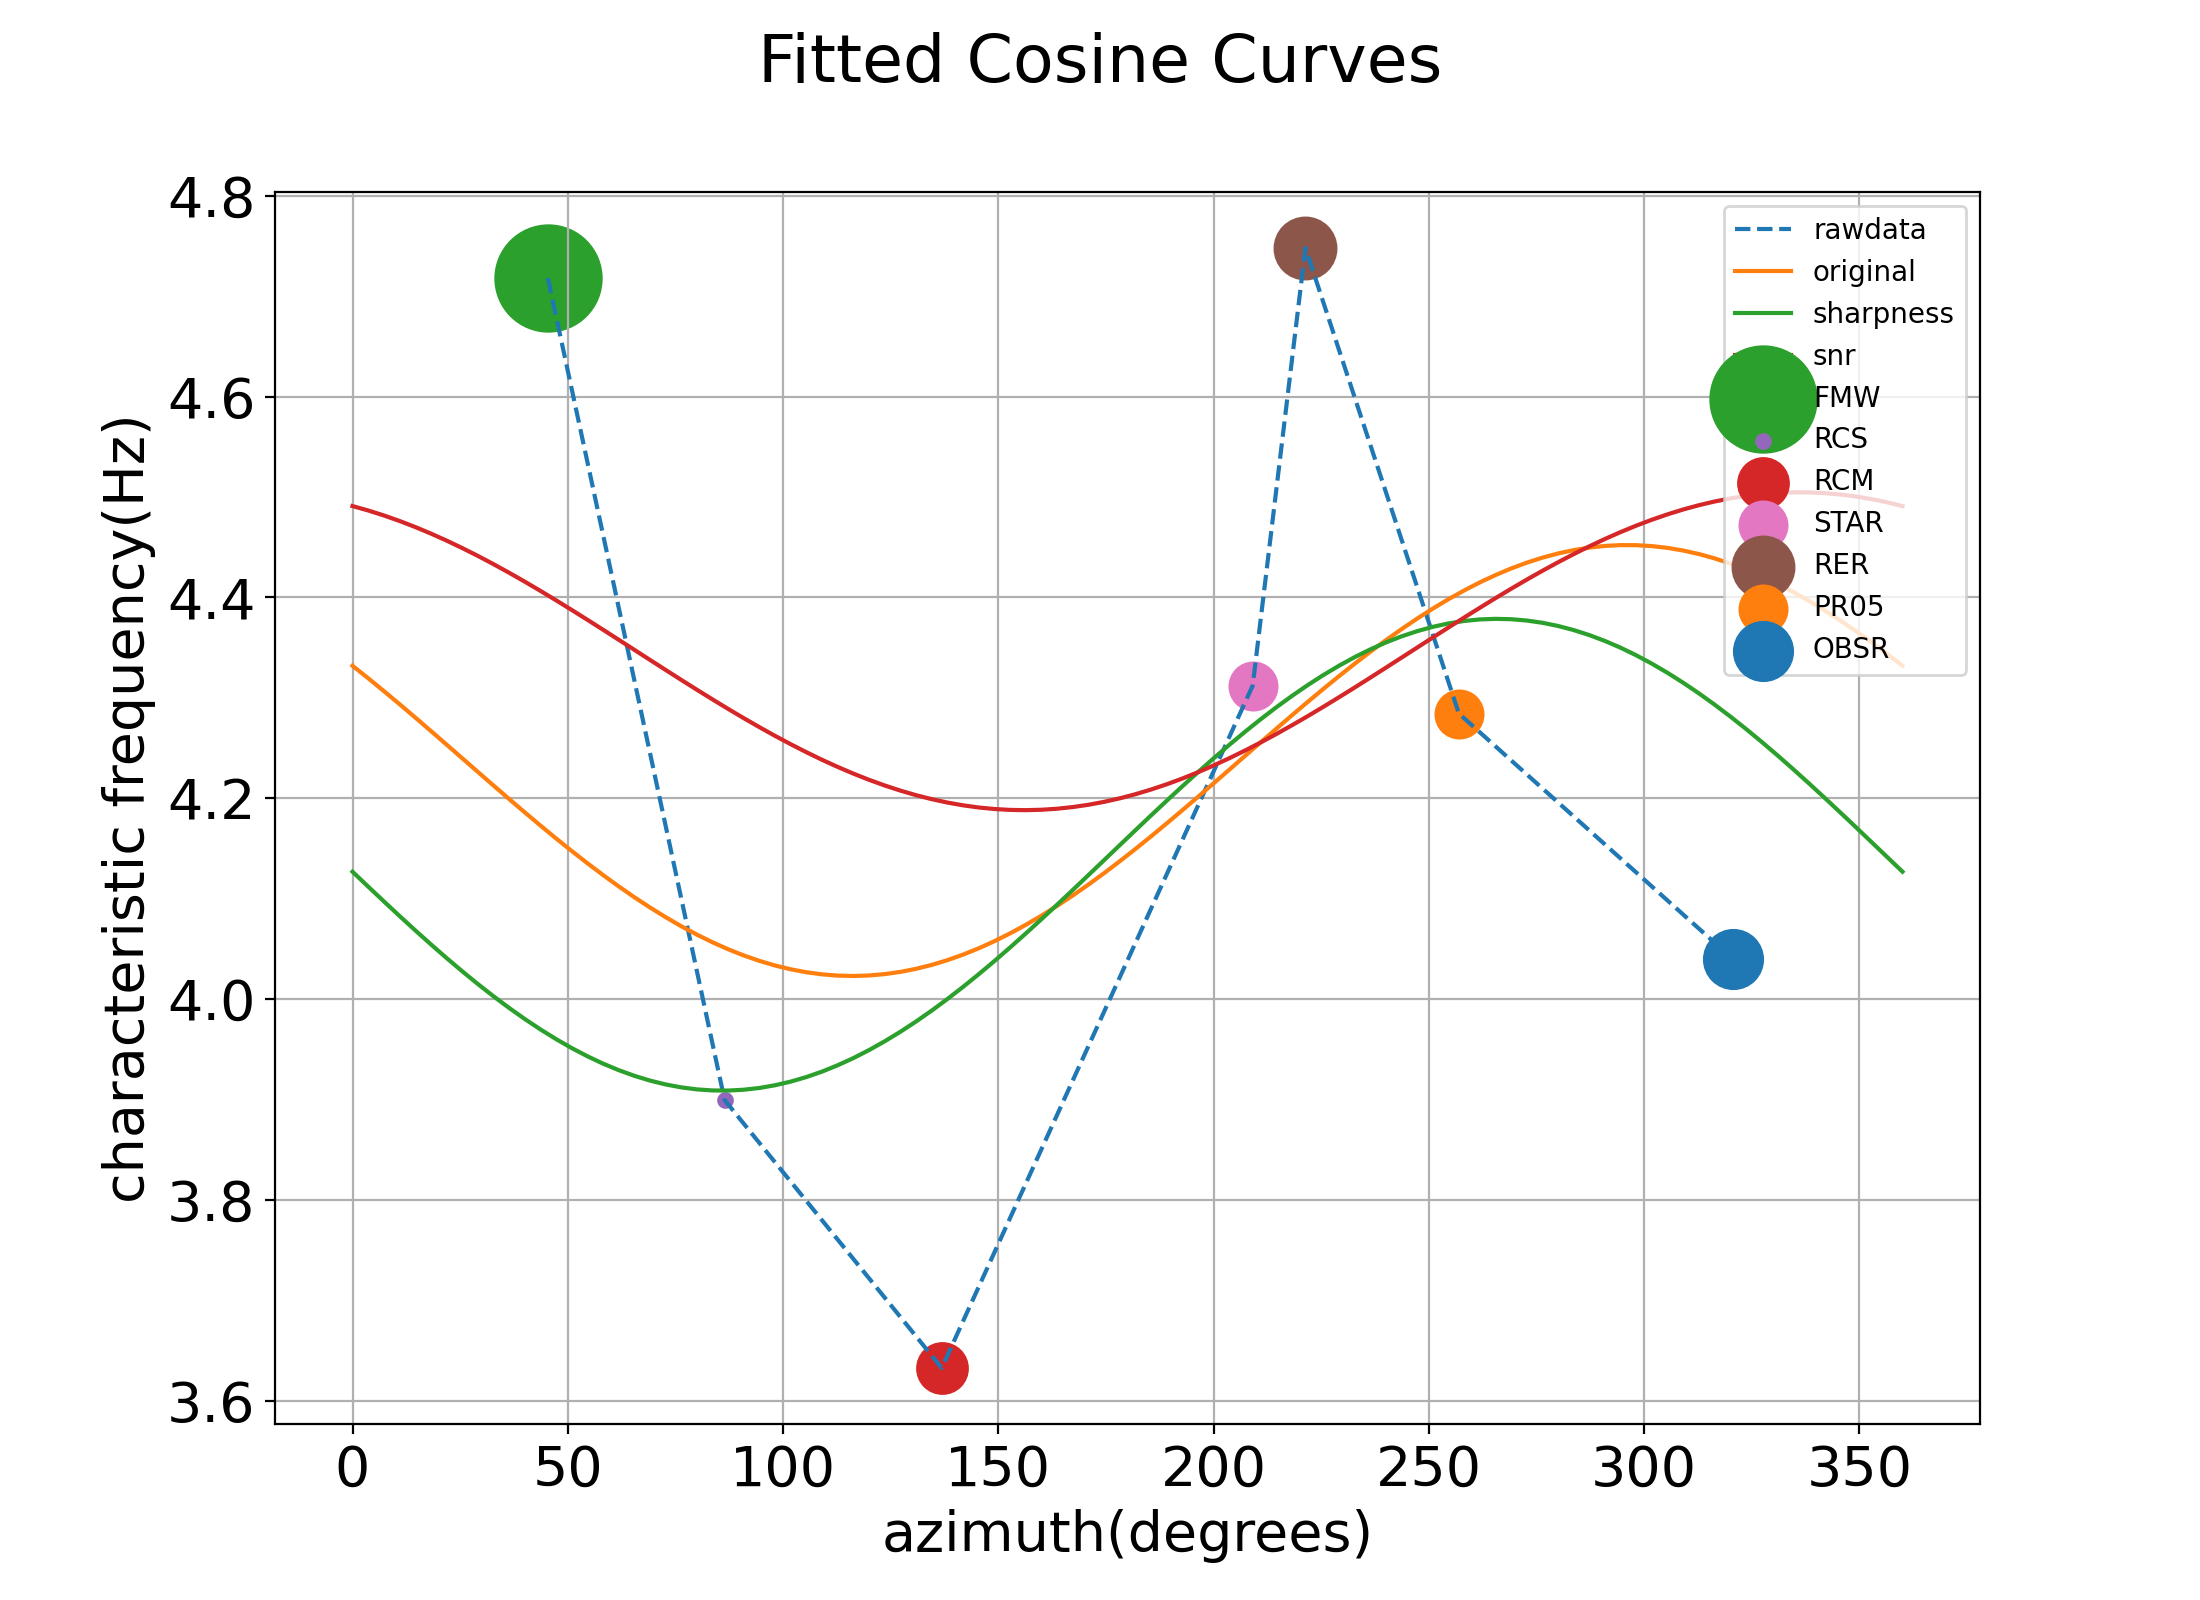 Fitted Cosine Curves
4.8
4.6
4.4
4.2
4.0
3.8
3.6
characteristic frequency(Hz)
rawdata
original
sharpness
snr
FMW
RCS
RCM
STAR
RER
PR05
OBSR
0 50 100 150 200 250 300 350
azimuth(degrees)